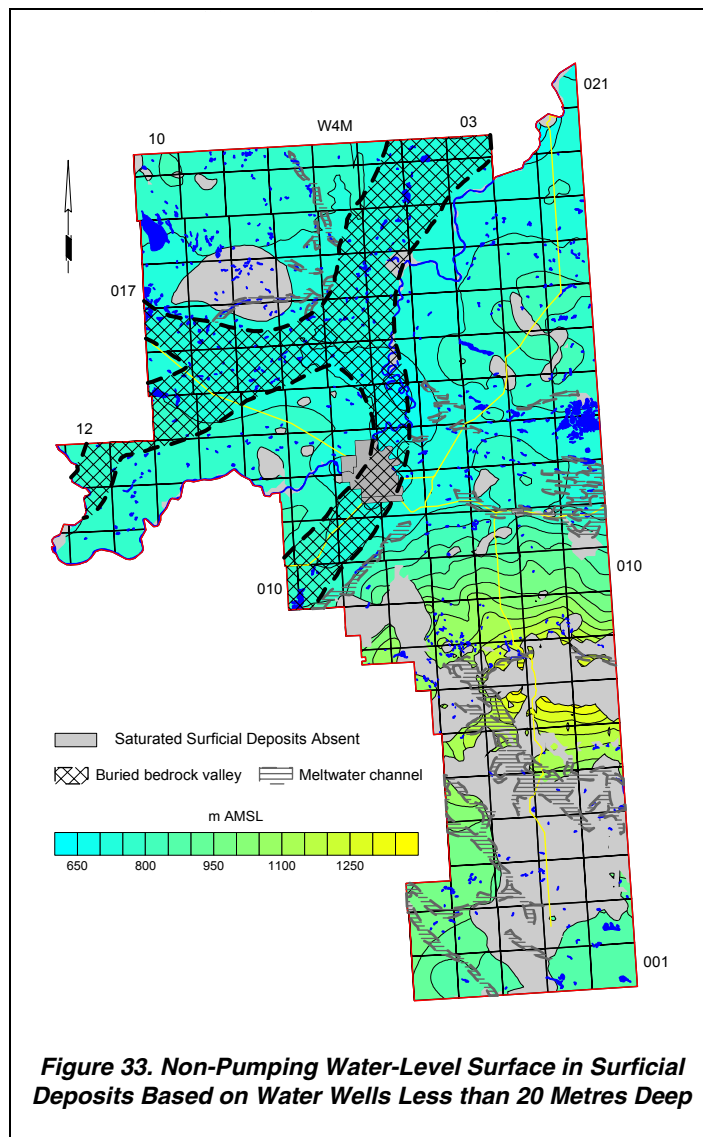 021
10 W4M 03
017
12
010
010
Saturated Surficial Deposits Absent
Buried bedrock valley Meltwater channel
m AMSL
650 800 950 1100 1250
001
Figure 33. Non-Pumping Water-Level Surface in Surficial
Deposits Based on Water Wells Less than 20 Metres Deep